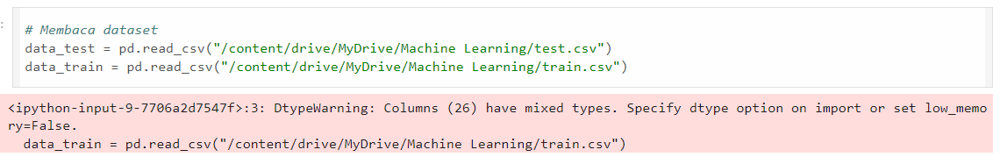 :
# Membaca dataset
data_test = pd.read_csv("/content/drive/MyDrive/Machine Learning/test.csv")
data_train = pd.read_csv("/content/drive/MyDrive/Machine Learning/train.csv")
<ipython-input-9-7706a2d7547f>:3: DtypeWarning: Columns (26) have mixed types. Specify dtype option on import or set low_memo
ry=False.
  data_train = pd.read_csv("/content/drive/MyDrive/Machine Learning/train.csv")